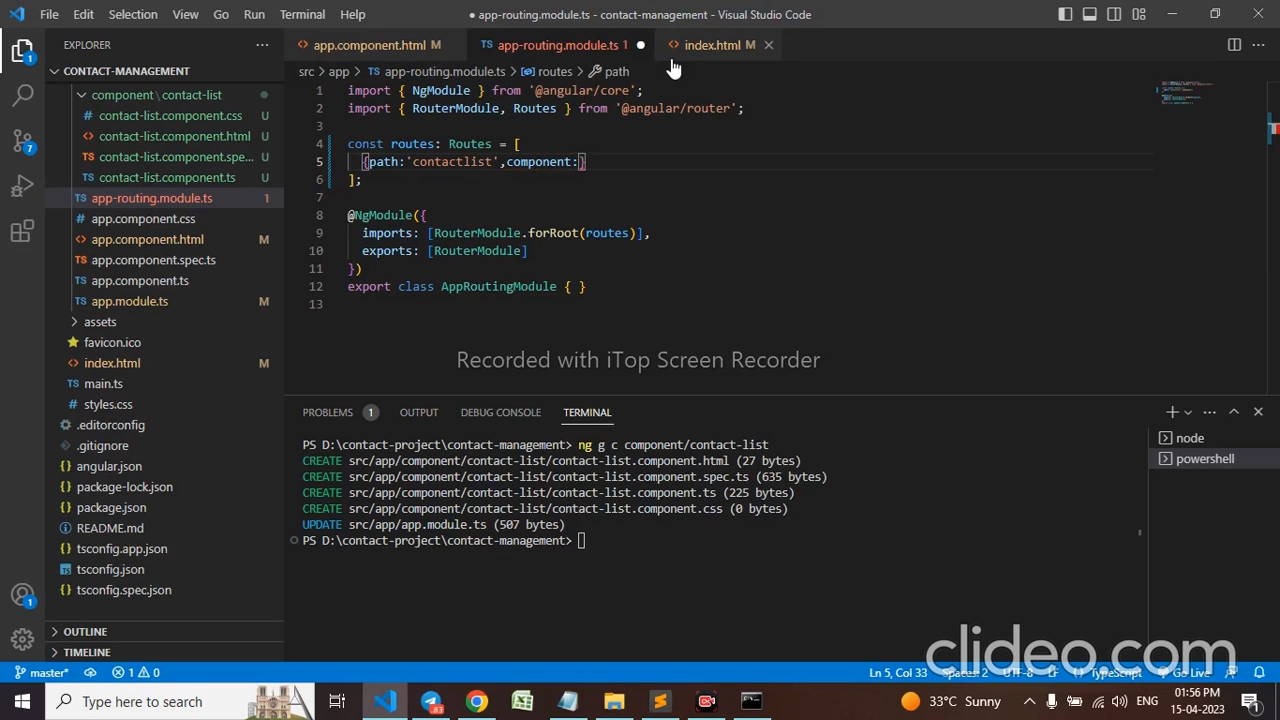 File Edit Selection View Go Run Terminal Help
● app-routing.module.ts - contact-management - Visual Studio Code
EXPLORER
CONTACT-MANAGEMENT
component\contact-list
contact-list.component.css U
contact-list.component.html U
contact-list.component.spe... U
contact-list.component.ts U
TS app-routing.module.ts 1
app.component.css
app.component.html M
TS app.component.spec.ts
TS app.component.ts
TS app.module.ts M
assets
favicon.ico
index.html M
TS main.ts
styles.css
.editorconfig
.gitignore
angular.json
package-lock.json
package.json
README.md
tsconfig.app.json
tsconfig.json
tsconfig.spec.json
OUTLINE
TIMELINE
app.component.html M
TS app-routing.module.ts 1 ●
index.html M
src > app > TS app-routing.module.ts > routes > path
1 import { NgModule } from '@angular/core';
2 import { RouterModule, Routes } from '@angular/router';
3
4 const routes: Routes = [
5 {path:'contactlist',component:}
6 ];
7
8 @NgModule({
9 imports: [RouterModule.forRoot(routes)],
10 exports: [RouterModule]
11 })
12 export class AppRoutingModule { }
13
Recorded with iTop Screen Recorder
PROBLEMS 1 OUTPUT DEBUG CONSOLE TERMINAL
PS D:\contact-project\contact-management> ng g c component/contact-list
CREATE src/app/component/contact-list/contact-list.component.html (27 bytes)
CREATE src/app/component/contact-list/contact-list.component.spec.ts (635 bytes)
CREATE src/app/component/contact-list/contact-list.component.ts (225 bytes)
CREATE src/app/component/contact-list/contact-list.component.css (0 bytes)
UPDATE src/app/app.module.ts (507 bytes)
PS D:\contact-project\contact-management>
node
powershell
clideo.com
master* 1 0 Ln 5, Col 33 Spaces: 2 UTF-8 LF TypeScript Go Live
Type here to search
33°C Sunny
ENG
01:56 PM
15-04-2023